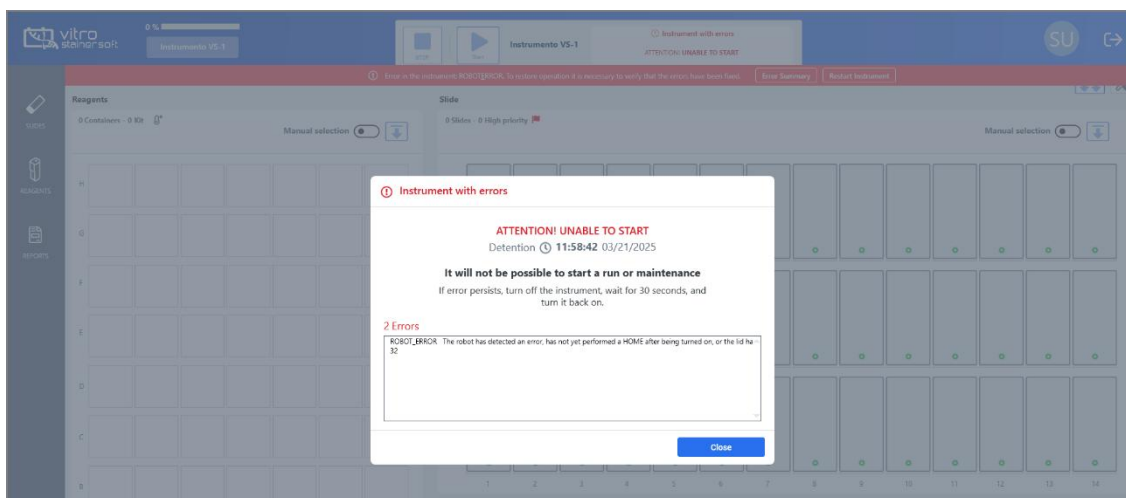 vitro
stainersoft
0 %
Instrumento VS-1
STOP
Start
Instrumento VS-1
Instrument with errors
ATTENTION! UNABLE TO START
SU
Error in the instrument: ROBOT_ERROR. To restore operation it is necessary to verify that the errors have been fixed.
Error Summary
Restart Instrument
SLIDES
REAGENTS
REPORTS
Reagents
0 Containers - 0 Kit
Manual selection
Slide
0 Slides - 0 High priority
Manual selection
H
G
F
E
D
C
B
Instrument with errors
ATTENTION! UNABLE TO START
Detention 11:58:42 03/21/2025
It will not be possible to start a run or maintenance
If error persists, turn off the instrument, wait for 30 seconds, and
turn it back on.
2 Errors
ROBOT_ERROR The robot has detected an error, has not yet performed a HOME after being turned on, or the lid ha
32
Close
1 2 3 4 5 6 7 8 9 10 11 12 13 14